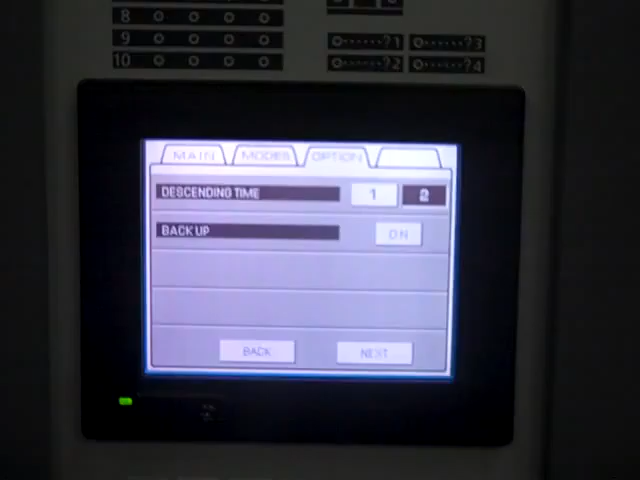 8
9
10
?1 ?3
?2 ?4
MAIN MODES OPTION
DESCENDING TIME 1 2
BACK UP ON
BACK NEXT